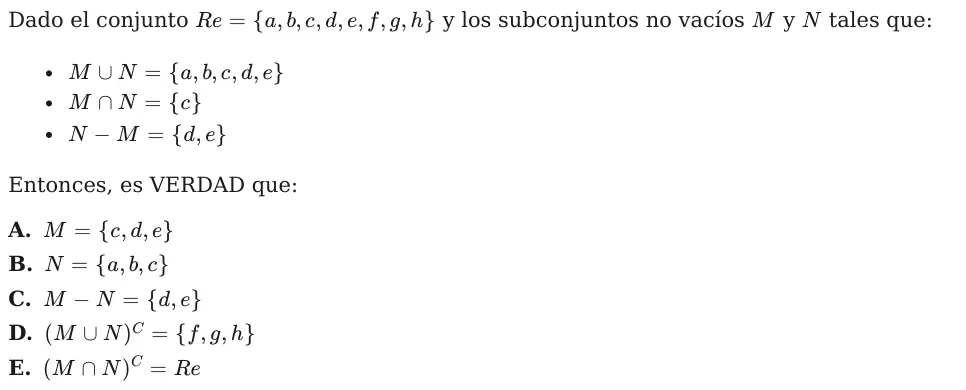 Dado el conjunto Re = {a, b, c, d, e, f, g, h} y los subconjuntos no vacíos M y N tales que:
• M ∪ N = {a, b, c, d, e}
• M ∩ N = {c}
• N − M = {d, e}
Entonces, es VERDAD que:
A. M = {c, d, e}
B. N = {a, b, c}
C. M − N = {d, e}
D. (M ∪ N)^C = {f, g, h}
E. (M ∩ N)^C = Re